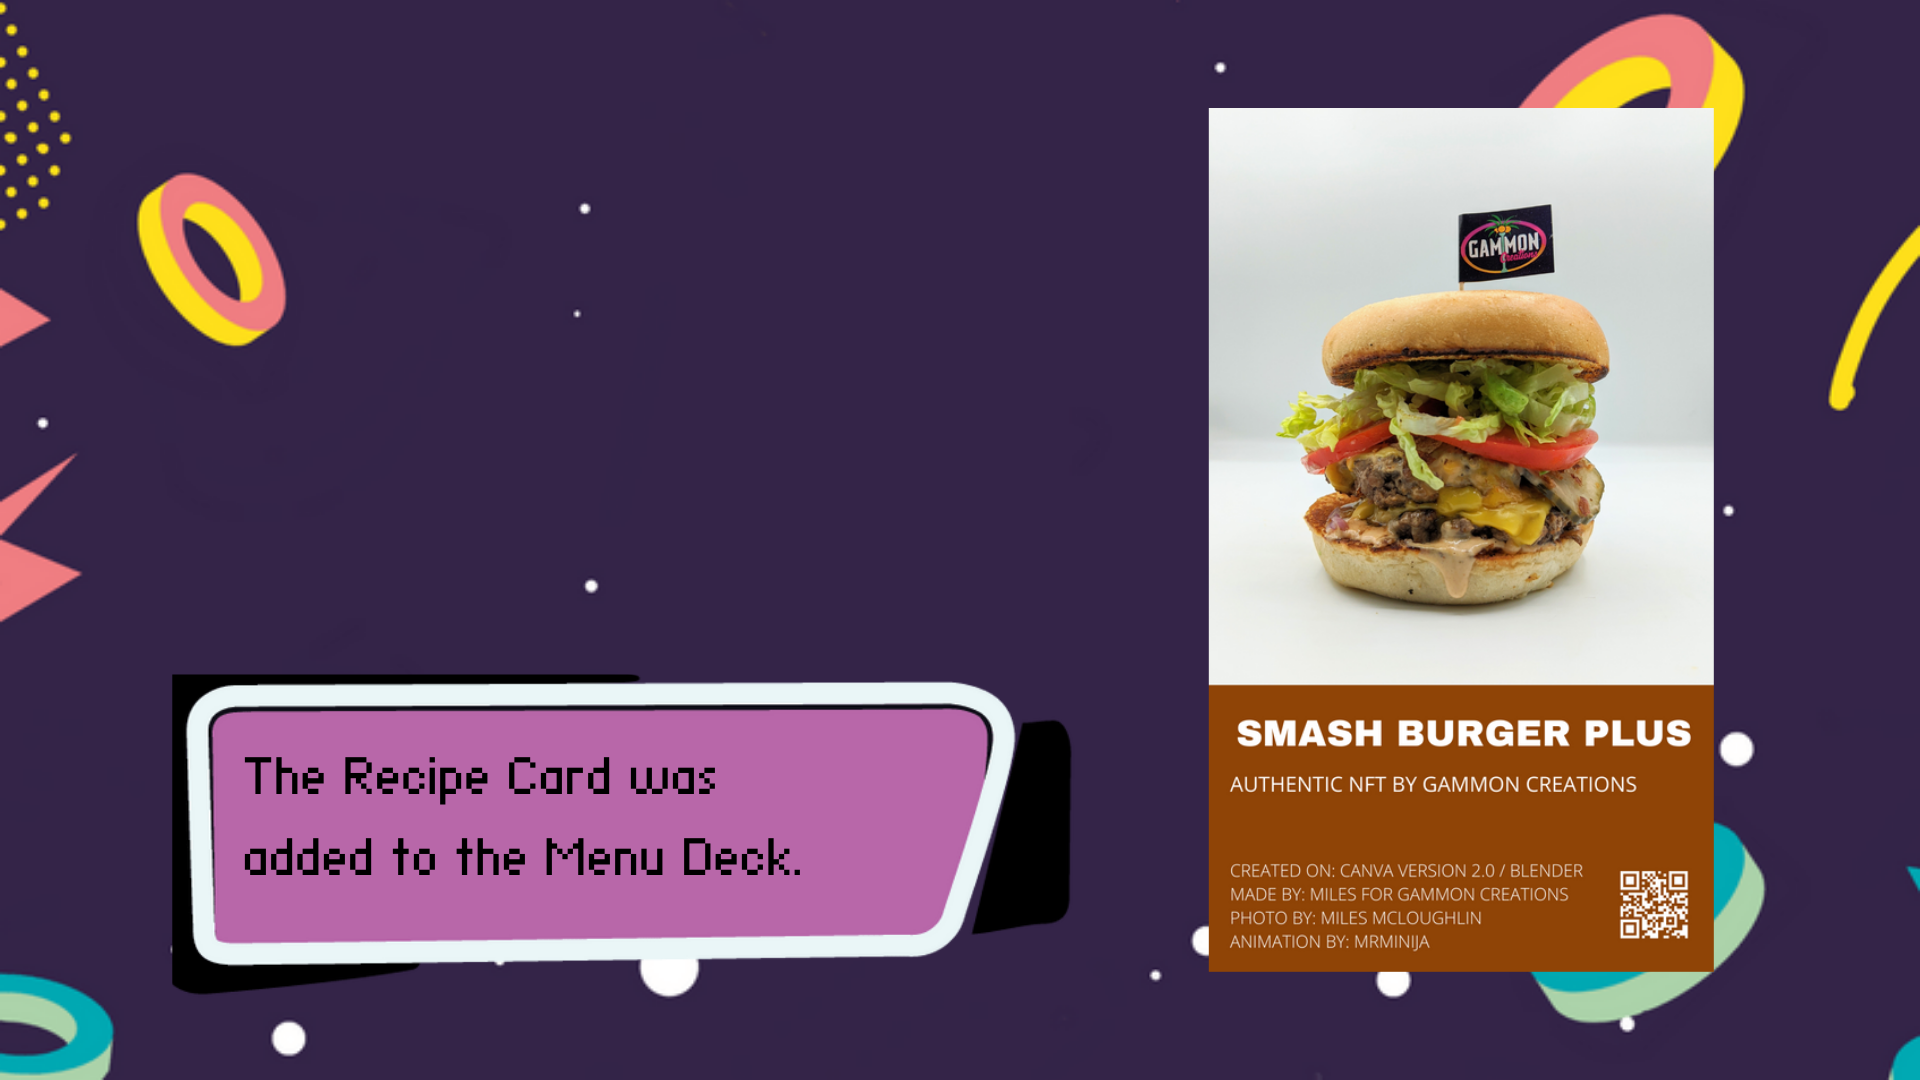 GAMMON
Creations
The Recipe Card was
added to the Menu Deck.
SMASH BURGER PLUS
AUTHENTIC NFT BY GAMMON CREATIONS
CREATED ON: CANVA VERSION 2.0 / BLENDER
MADE BY: MILES FOR GAMMON CREATIONS
PHOTO BY: MILES MCLOUGHLIN
ANIMATION BY: MRMINIJA